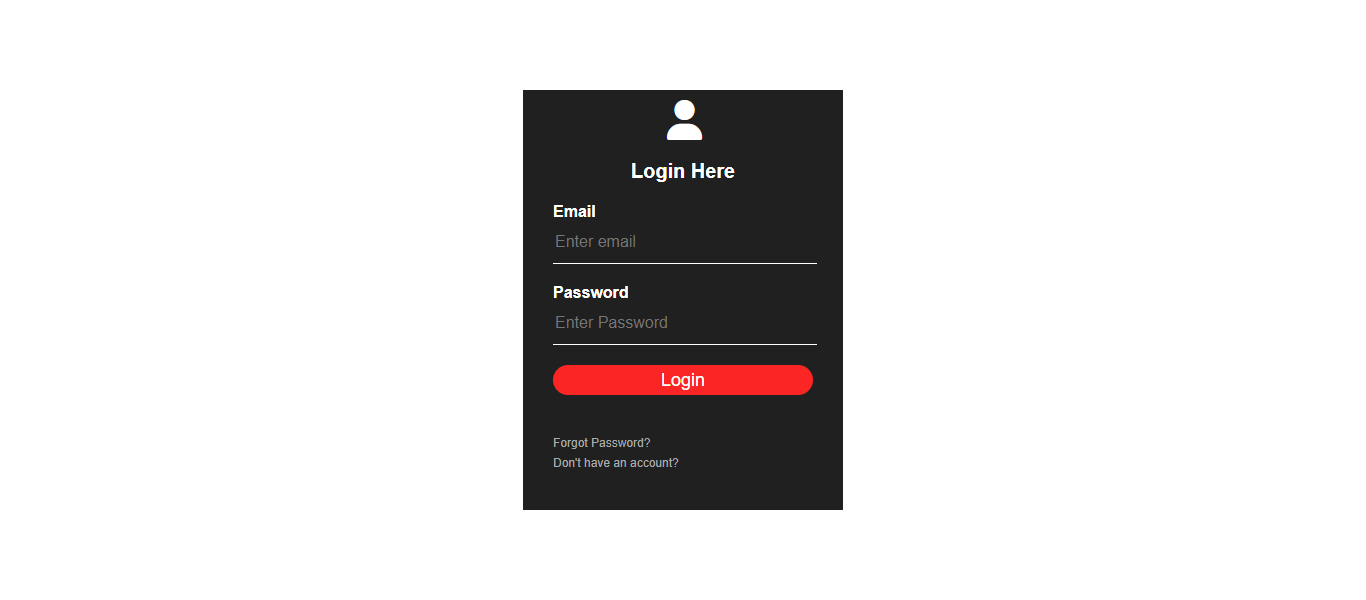 Login Here
Email
Enter email
Password
Enter Password
Login
Forgot Password?
Don't have an account?